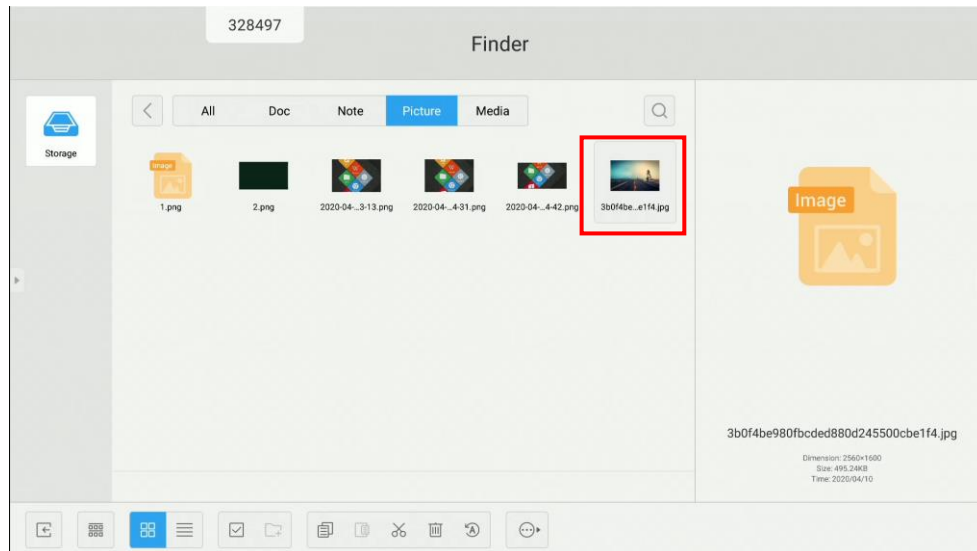 328497
Finder
Storage
All Doc Note Picture Media
Image
1.png 2.png 2020-04-…3-13.png 2020-04-…4-31.png 2020-04-…4-42.png 3b0f4be…e1f4.jpg
Image
3b0f4be980fbcded880d245500cbe1f4.jpg
Dimension: 2560×1600
Size: 495.24KB
Time: 2020/04/10